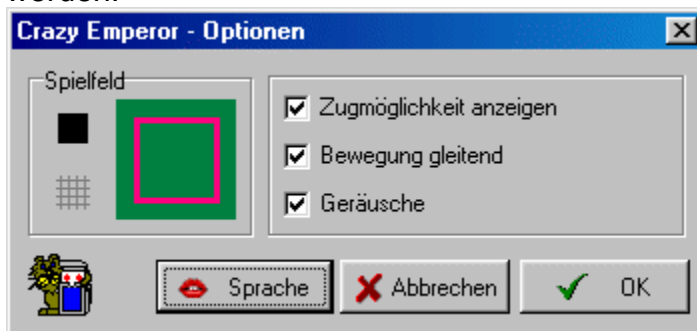 Crazy Emperor - Optionen
Spielfeld
Zugmöglichkeit anzeigen
Bewegung gleitend
Geräusche
Sprache
Abbrechen
OK